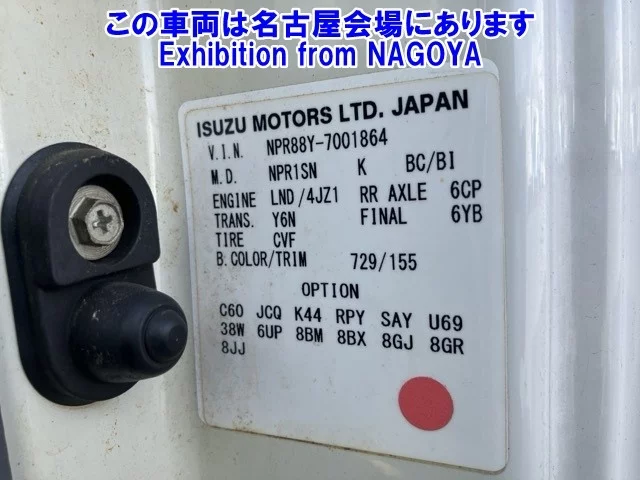 この車両は名古屋会場にあります
Exhibition from NAGOYA
ISUZU MOTORS LTD. JAPAN
V.I.N. NPR88Y-7001864
M.D. NPR1SN K BC/BI
ENGINE LND/4JZ1 RR AXLE 6CP
TRANS. Y6N FINAL 6YB
TIRE CVF
B.COLOR/TRIM 729/155
OPTION
C60 JCQ K44 RPY SAY U69
38W 6UP 8BM 8BX 8GJ 8GR
8JJ